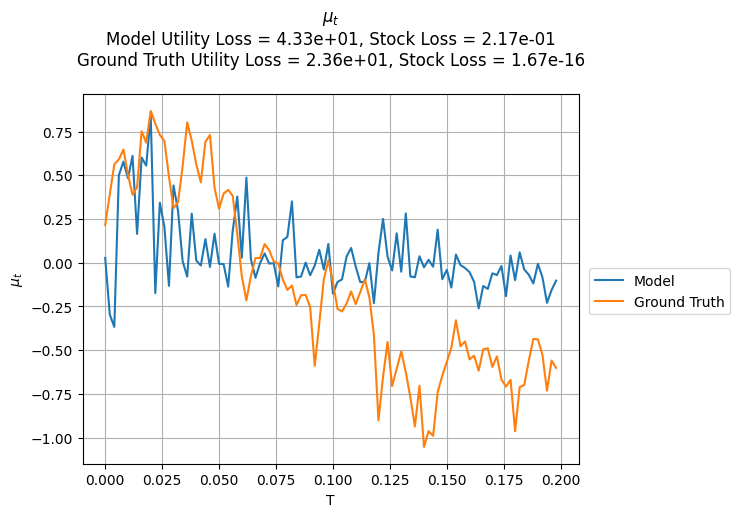 μ_t
Model Utility Loss = 4.33e+01, Stock Loss = 2.17e-01
Ground Truth Utility Loss = 2.36e+01, Stock Loss = 1.67e-16
0.75
0.50
0.25
0.00
−0.25
−0.50
−0.75
−1.00
μ_t
0.000 0.025 0.050 0.075 0.100 0.125 0.150 0.175 0.200
T
Model
Ground Truth